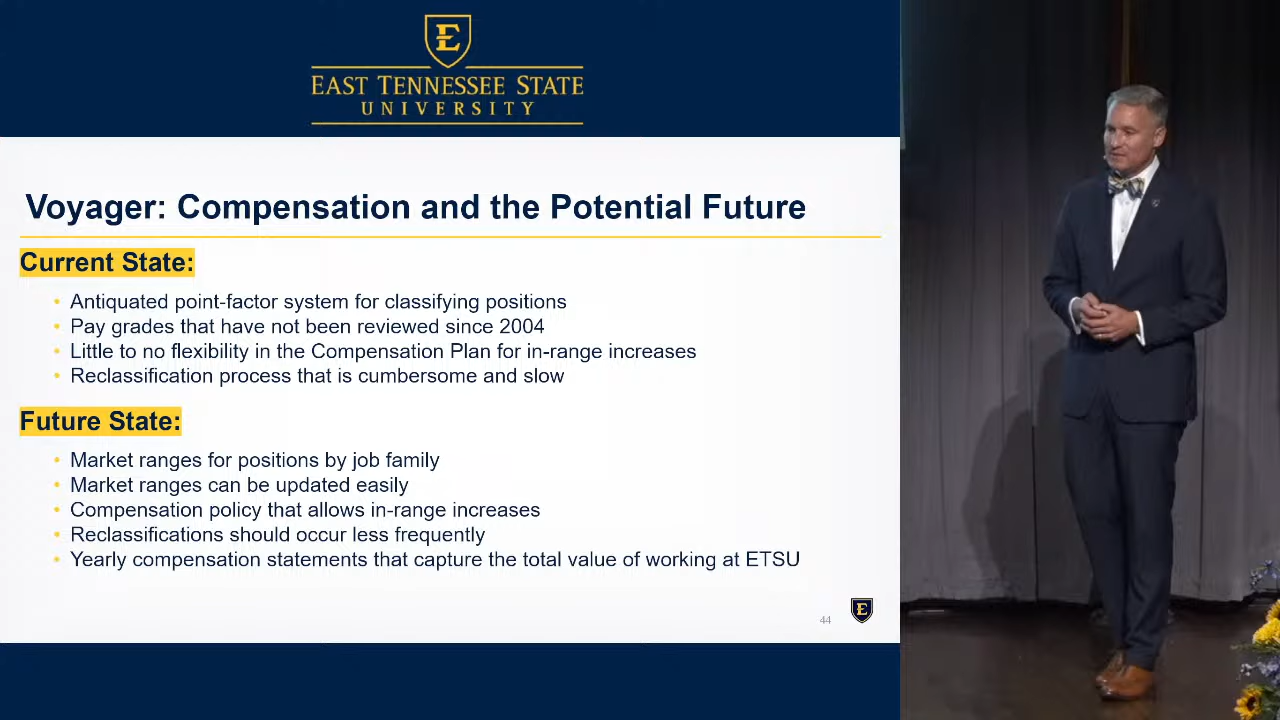 E
EAST TENNESSEE STATE
UNIVERSITY
Voyager: Compensation and the Potential Future
Current State:
• Antiquated point-factor system for classifying positions
• Pay grades that have not been reviewed since 2004
• Little to no flexibility in the Compensation Plan for in-range increases
• Reclassification process that is cumbersome and slow
Future State:
• Market ranges for positions by job family
• Market ranges can be updated easily
• Compensation policy that allows in-range increases
• Reclassifications should occur less frequently
• Yearly compensation statements that capture the total value of working at ETSU
44
E